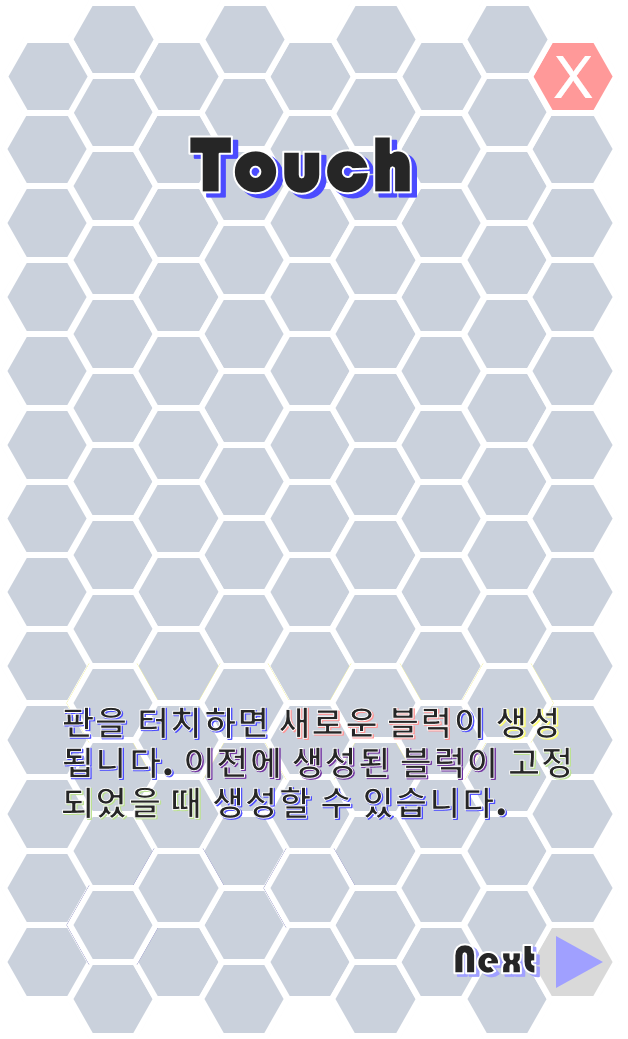 X
Touch
판을 터치하면 새로운 블럭이 생성
됩니다. 이전에 생성된 블럭이 고정
되었을 때 생성할 수 있습니다.
Next